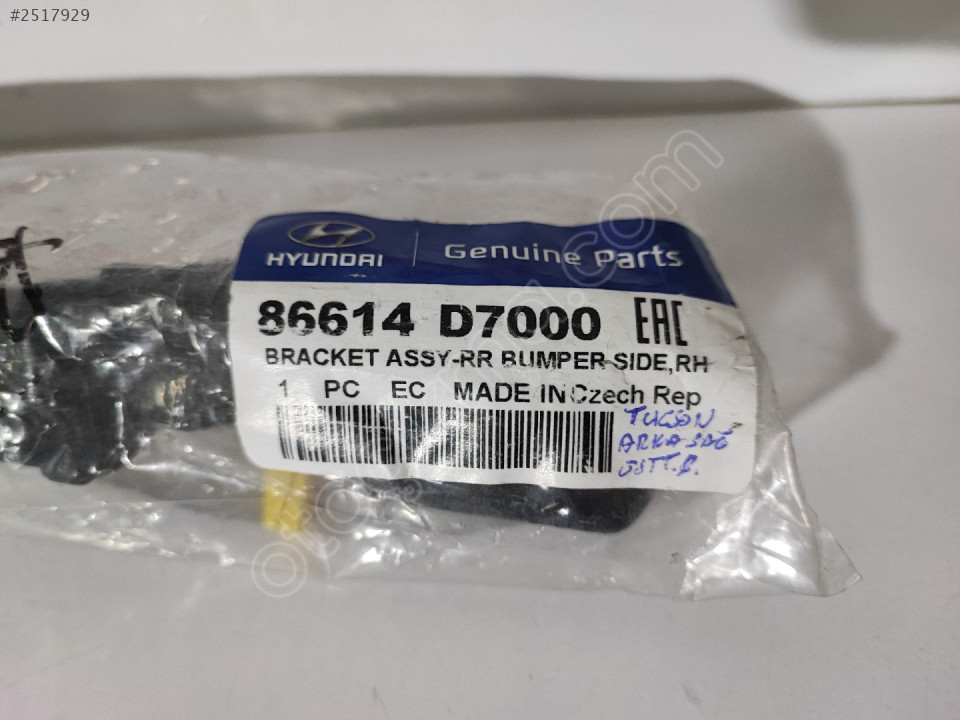 #2517929
HYUNDAI | Genuine Parts
86614 D7000 EAC
BRACKET ASSY-RR BUMPER SIDE,RH
1 PC EC MADE IN Czech Rep
TUCSON
ARKA SAĞ